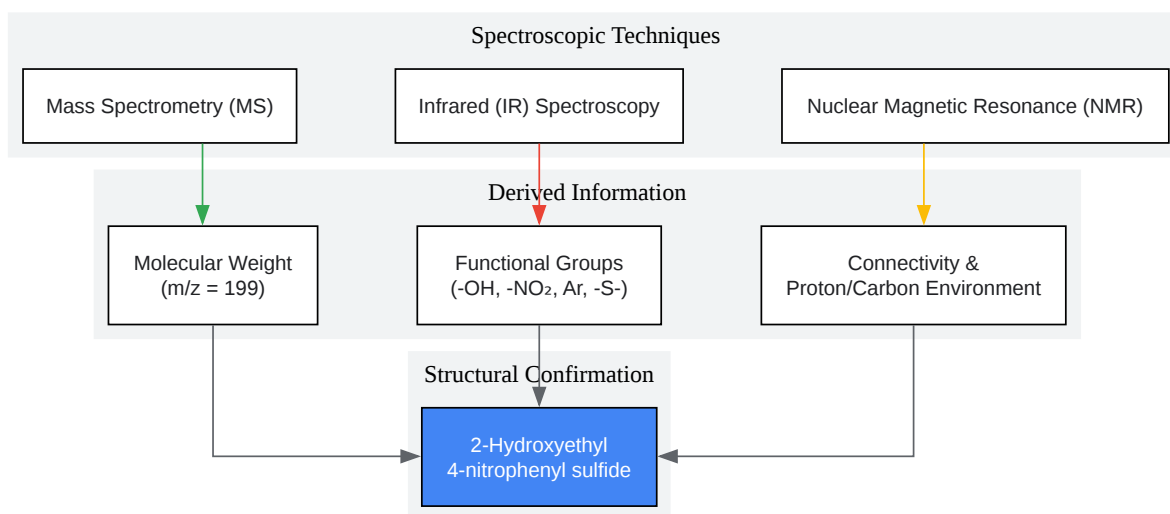 Spectroscopic Techniques
Mass Spectrometry (MS)
Infrared (IR) Spectroscopy
Nuclear Magnetic Resonance (NMR)
Derived Information
Molecular Weight
(m/z = 199)
Functional Groups
(-OH, -NO₂, Ar, -S-)
Connectivity &
Proton/Carbon Environment
Structural Confirmation
2-Hydroxyethyl
4-nitrophenyl sulfide